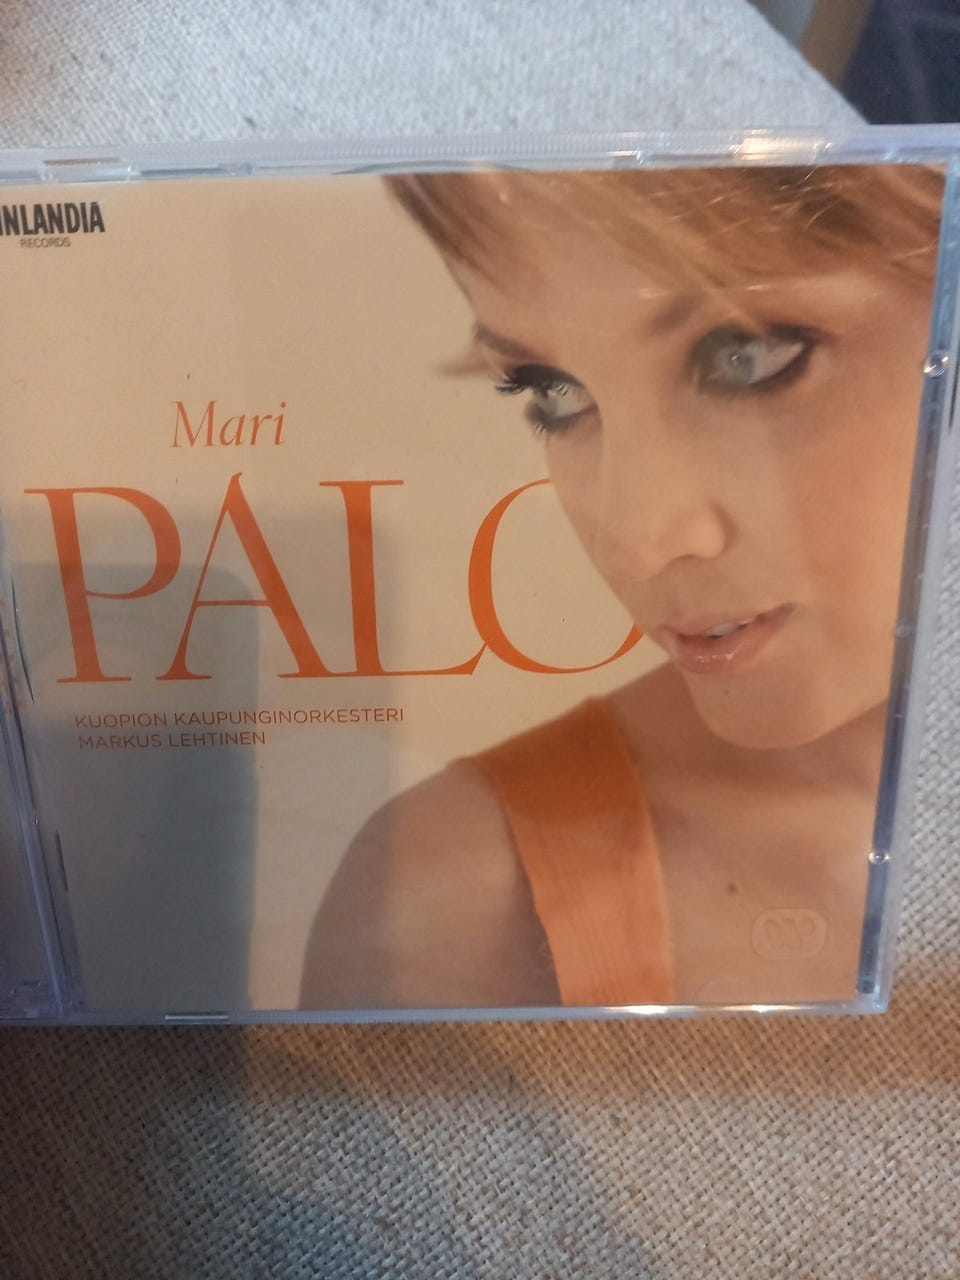 INLANDIA
RECORDS
Mari
PALO
KUOPION KAUPUNGINORKESTERI
MARKUS LEHTINEN